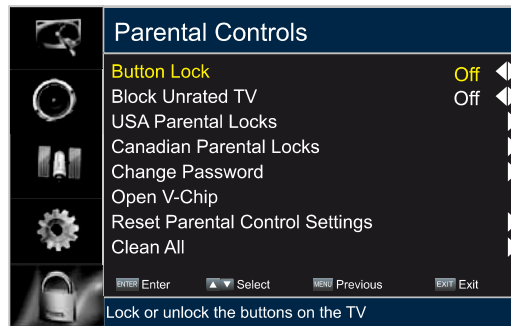 Parental Controls
Button Lock Off
Block Unrated TV Off
USA Parental Locks
Canadian Parental Locks
Change Password
Open V-Chip
Reset Parental Control Settings
Clean All
ENTER Enter Select MENU Previous EXIT Exit
Lock or unlock the buttons on the TV